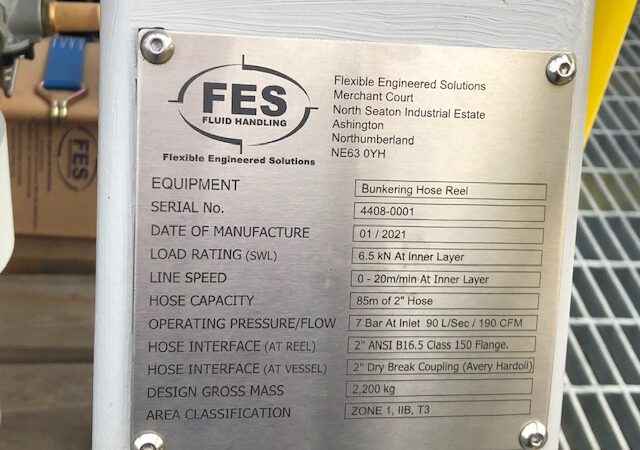 FES
FLUID HANDLING
Flexible Engineered Solutions
Flexible Engineered Solutions
Merchant Court
North Seaton Industrial Estate
Ashington
Northumberland
NE63 0YH
EQUIPMENT Bunkering Hose Reel
SERIAL No. 4408-0001
DATE OF MANUFACTURE 01 / 2021
LOAD RATING (SWL) 6.5 kN At Inner Layer
LINE SPEED 0 - 20m/min At Inner Layer
HOSE CAPACITY 85m of 2" Hose
OPERATING PRESSURE/FLOW 7 Bar At Inlet 90 L/Sec / 190 CFM
HOSE INTERFACE (AT REEL) 2" ANSI B16.5 Class 150 Flange.
HOSE INTERFACE (AT VESSEL) 2" Dry Break Coupling (Avery Hardoll)
DESIGN GROSS MASS 2,200 kg
AREA CLASSIFICATION ZONE 1, IIB, T3
FES